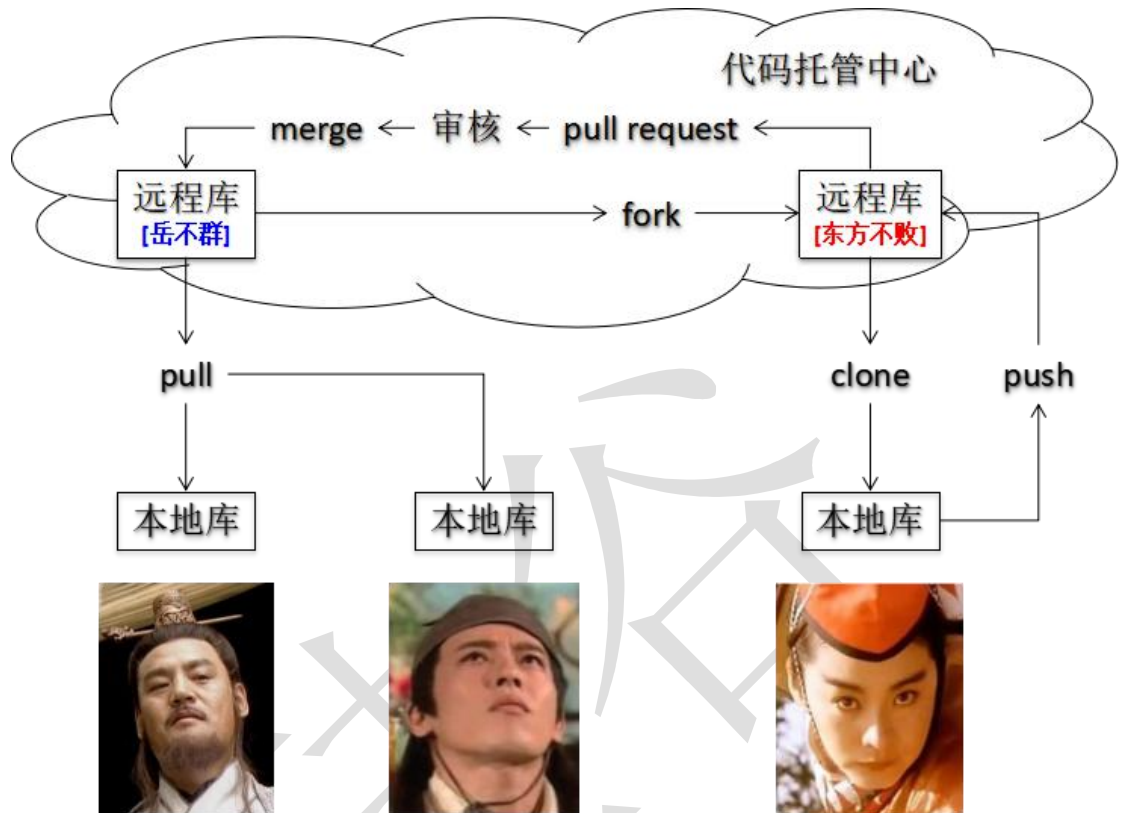 代码托管中心
merge
审核
pull request
远程库
[岳不群]
fork
远程库
[东方不败]
pull
clone
push
本地库
本地库
本地库